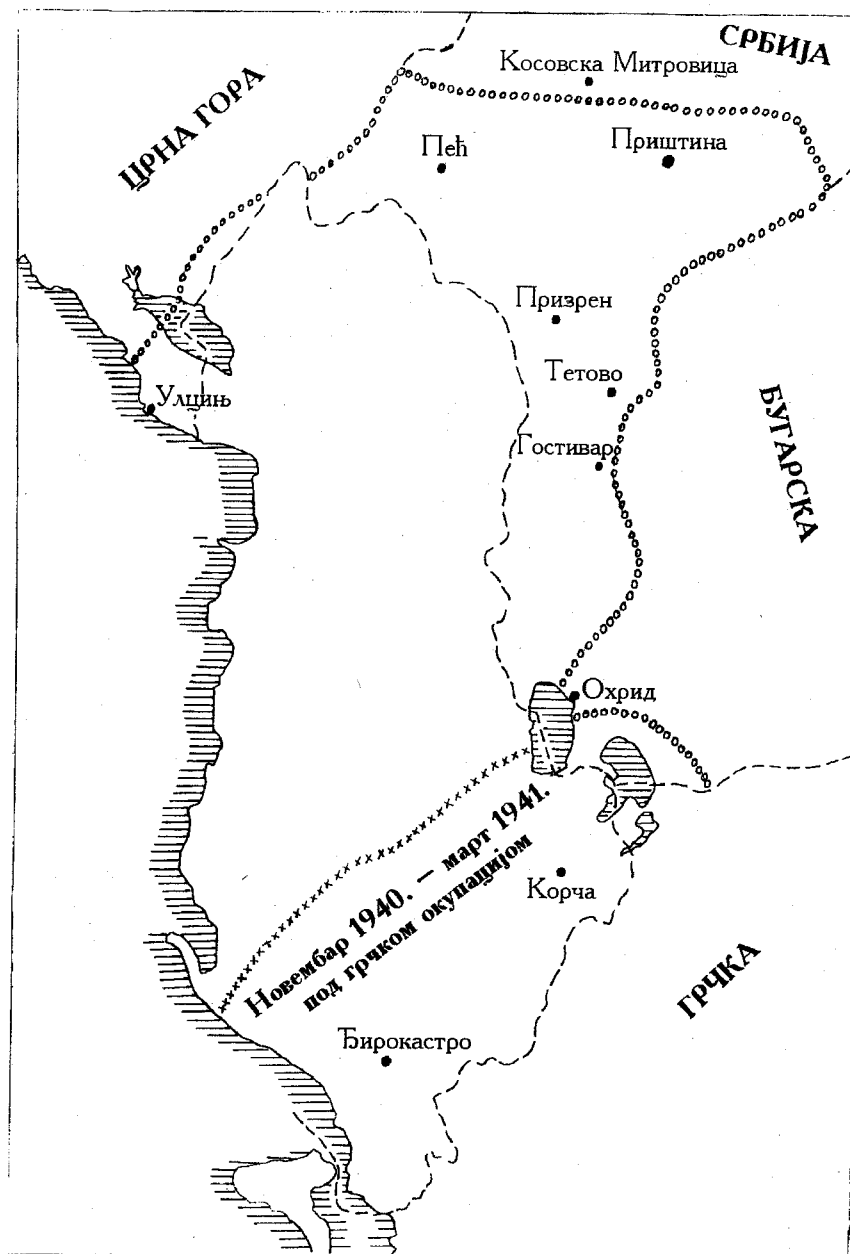 СРБИЈА
Косовска Митровица
ЦРНА ГОРА
Пећ
Приштина
Призрен
Тетово
Улцињ
БУГАРСКА
Гостивар
Охрид
Новембар 1940. – март 1941.
под грчком окупацијом
Корча
ГРЧКА
Ђирокастро